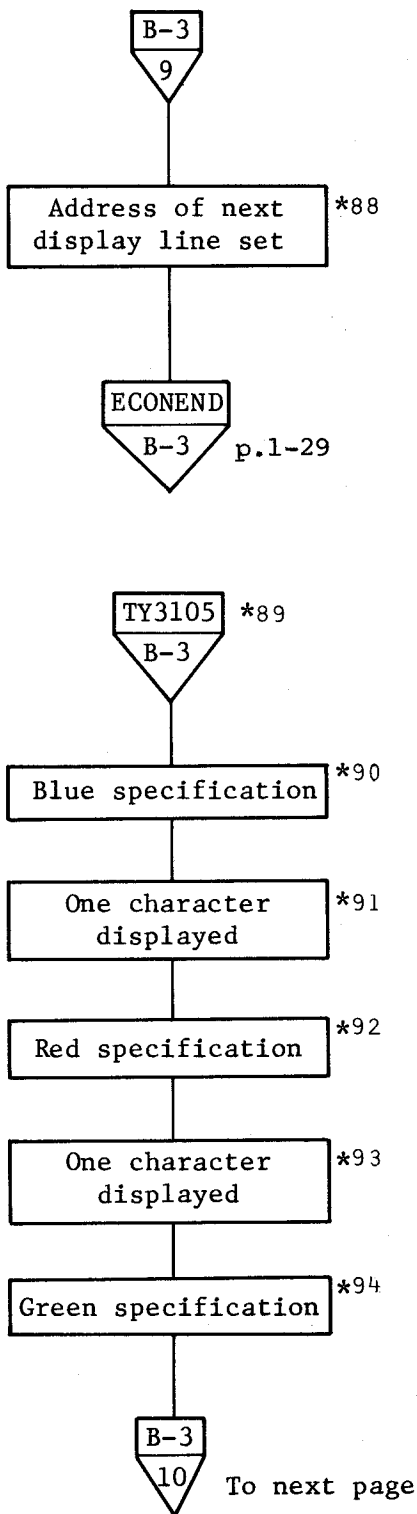 B-3
9
Address of next *88
display line set
ECONEND
B-3 p.1-29
TY3105 *89
B-3
Blue specification *90
One character *91
displayed
Red specification *92
One character *93
displayed
Green specification *94
B-3
10 To next page